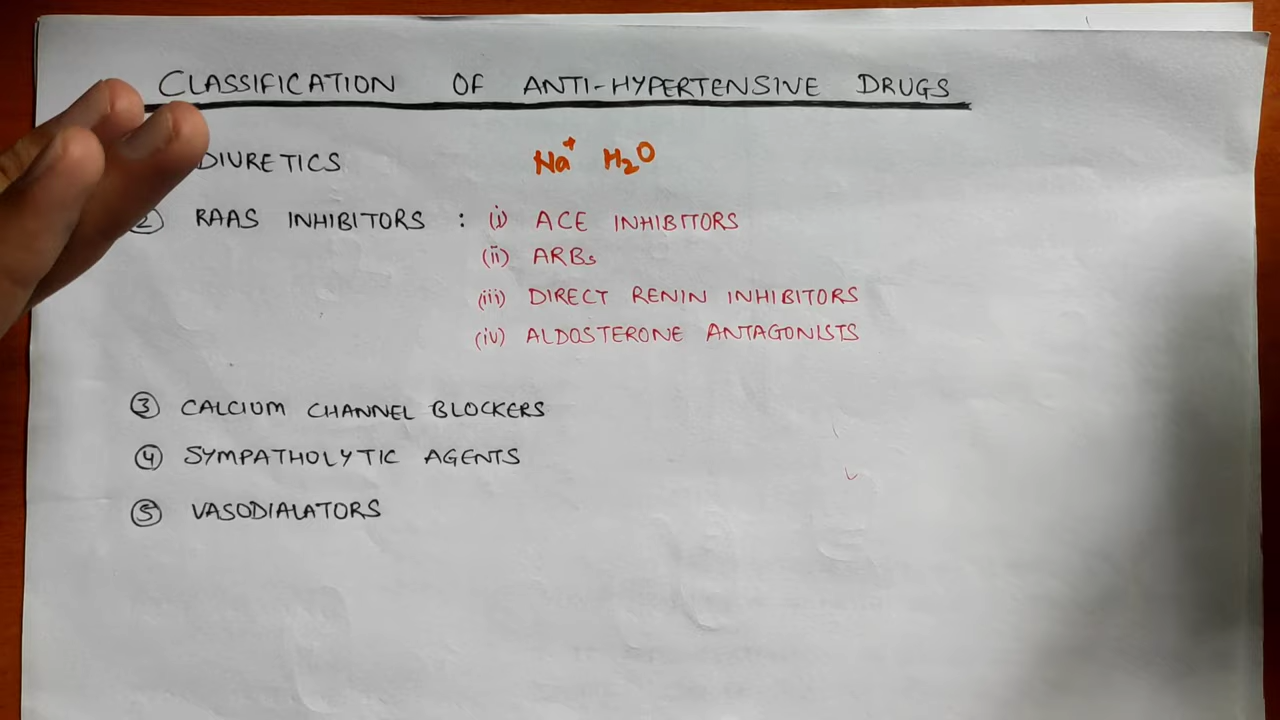 CLASSIFICATION OF ANTI-HYPERTENSIVE DRUGS
DIURETICS Na⁺ H₂O
② RAAS INHIBITORS : (i) ACE INHIBITORS
(ii) ARBs
(iii) DIRECT RENIN INHIBITORS
(iv) ALDOSTERONE ANTAGONISTS
③ CALCIUM CHANNEL BLOCKERS
④ SYMPATHOLYTIC AGENTS
⑤ VASODIALATORS